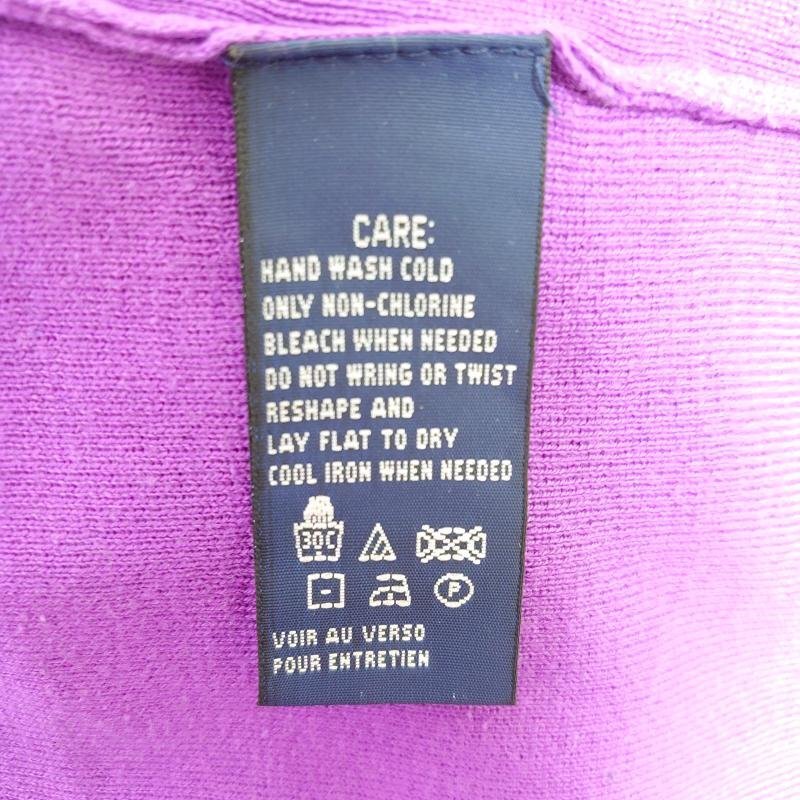 CARE:
HAND WASH COLD
ONLY NON-CHLORINE
BLEACH WHEN NEEDED
DO NOT WRING OR TWIST
RESHAPE AND
LAY FLAT TO DRY
COOL IRON WHEN NEEDED
30C
P
VOIR AU VERSO
POUR ENTRETIEN